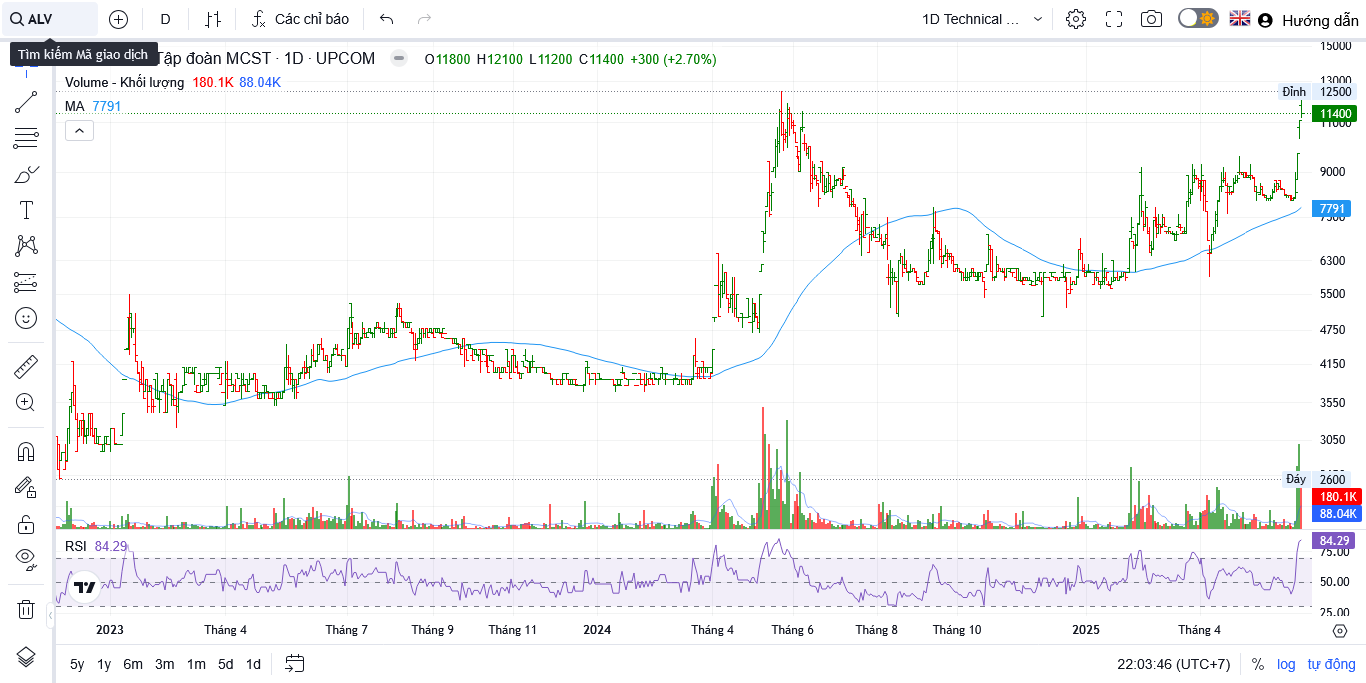 ALV
D
Các chỉ báo
1D Technical ...
Hướng dẫn
Tìm kiếm Mã giao dịch
Tập đoàn MCST · 1D · UPCOM
O11800 H12100 L11200 C11400 +300 (+2.70%)
Volume - Khối lượng 180.1K 88.04K
MA 7791
15000
13000
Đỉnh 12500
11400
11000
9000
7791
7500
6300
5500
4750
4150
3550
3050
Đáy 2600
180.1K
88.04K
RSI 84.29
84.29
75.00
50.00
25.00
2023 Tháng 4 Tháng 7 Tháng 9 Tháng 11 2024 Tháng 4 Tháng 6 Tháng 8 Tháng 10 2025 Tháng 4
5y 1y 6m 3m 1m 5d 1d
22:03:46 (UTC+7) % log tự động